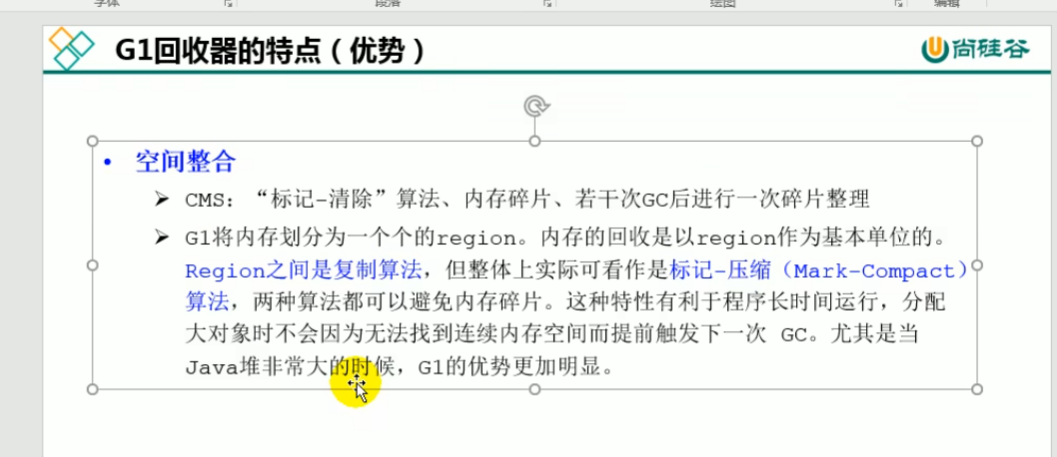 字体
段落
绘图
编辑
G1回收器的特点（优势）
尚硅谷
• 空间整合
➢ CMS：“标记-清除”算法、内存碎片、若干次GC后进行一次碎片整理
➢ G1将内存划分为一个个的region。内存的回收是以region作为基本单位的。
Region之间是复制算法，但整体上实际可看作是标记-压缩（Mark-Compact）
算法，两种算法都可以避免内存碎片。这种特性有利于程序长时间运行，分配
大对象时不会因为无法找到连续内存空间而提前触发下一次 GC。尤其是当
Java堆非常大的时候，G1的优势更加明显。